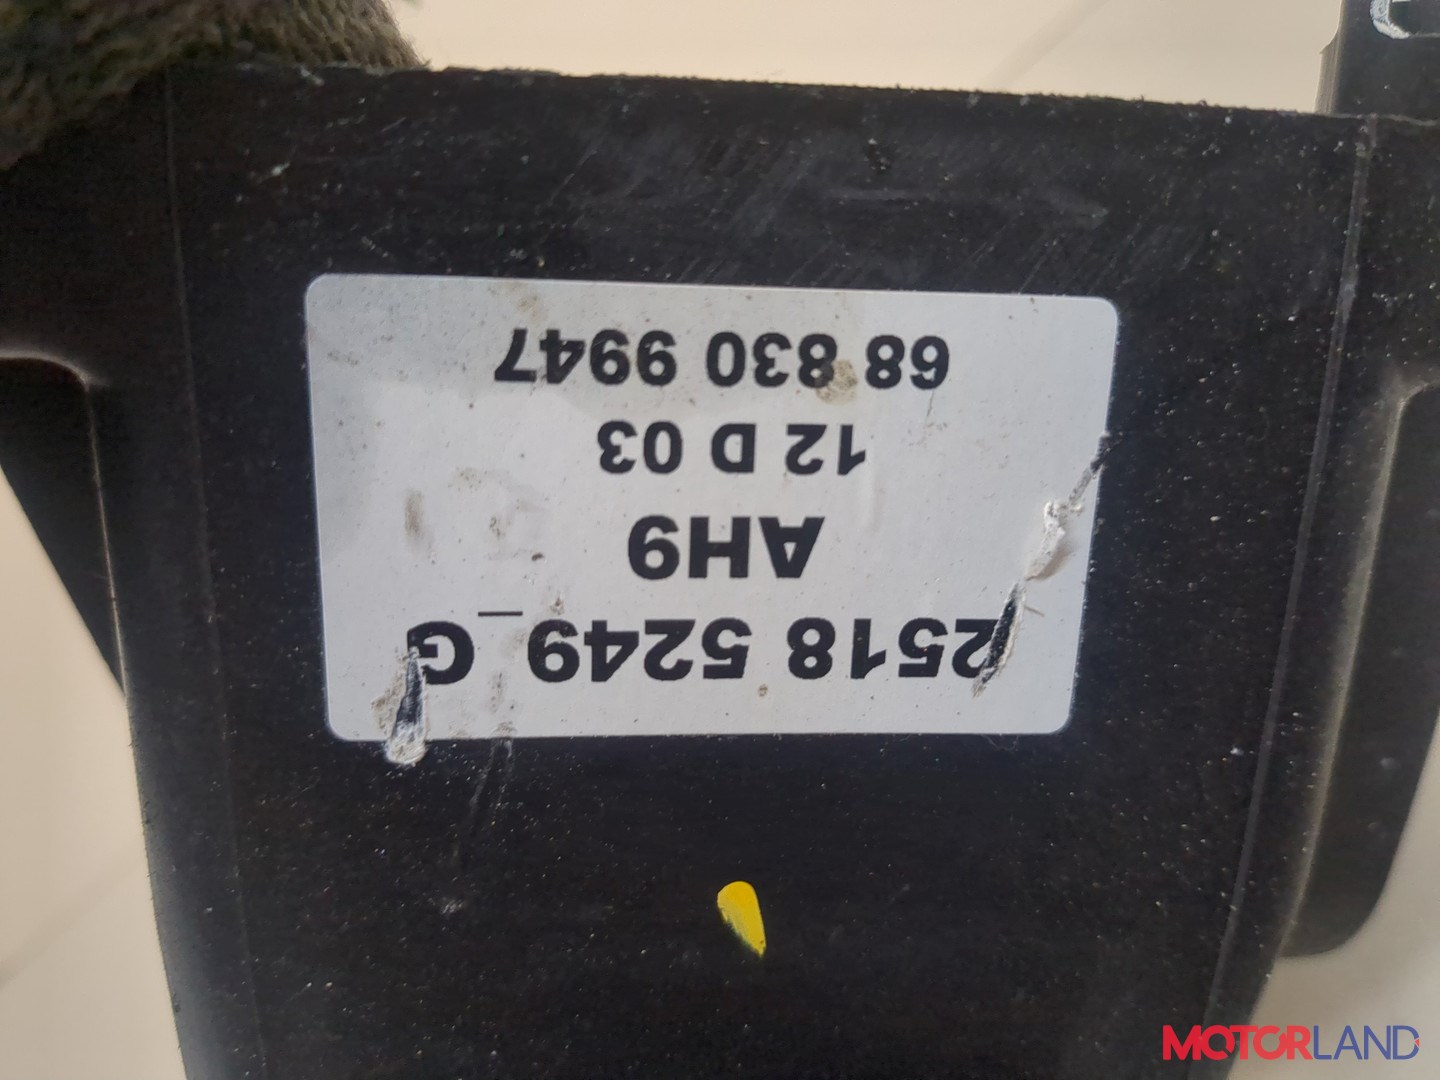 2518 5249_G
AH9
12 D 03
68 830 9947
MOTORLAND